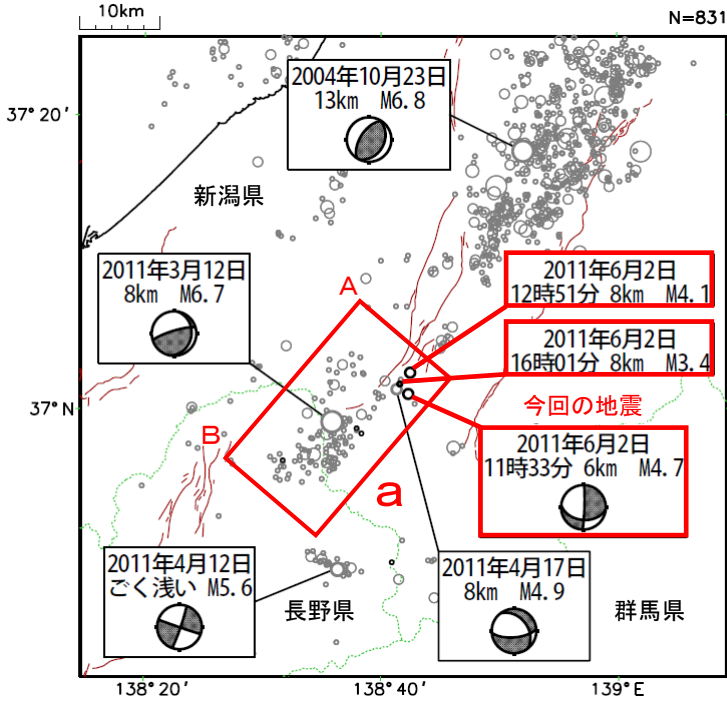 10km
N=831
2004年10月23日
13km M6.8
37° 20′
新潟県
2011年3月12日
8km M6.7
A
2011年6月2日
12時51分 8km M4.1
2011年6月2日
16時01分 8km M3.4
今回の地震
37° N
B
2011年6月2日
11時33分 6km M4.7
a
2011年4月12日
ごく浅い M5.6
2011年4月17日
8km M4.9
長野県
群馬県
138° 20′
138° 40′
139° E